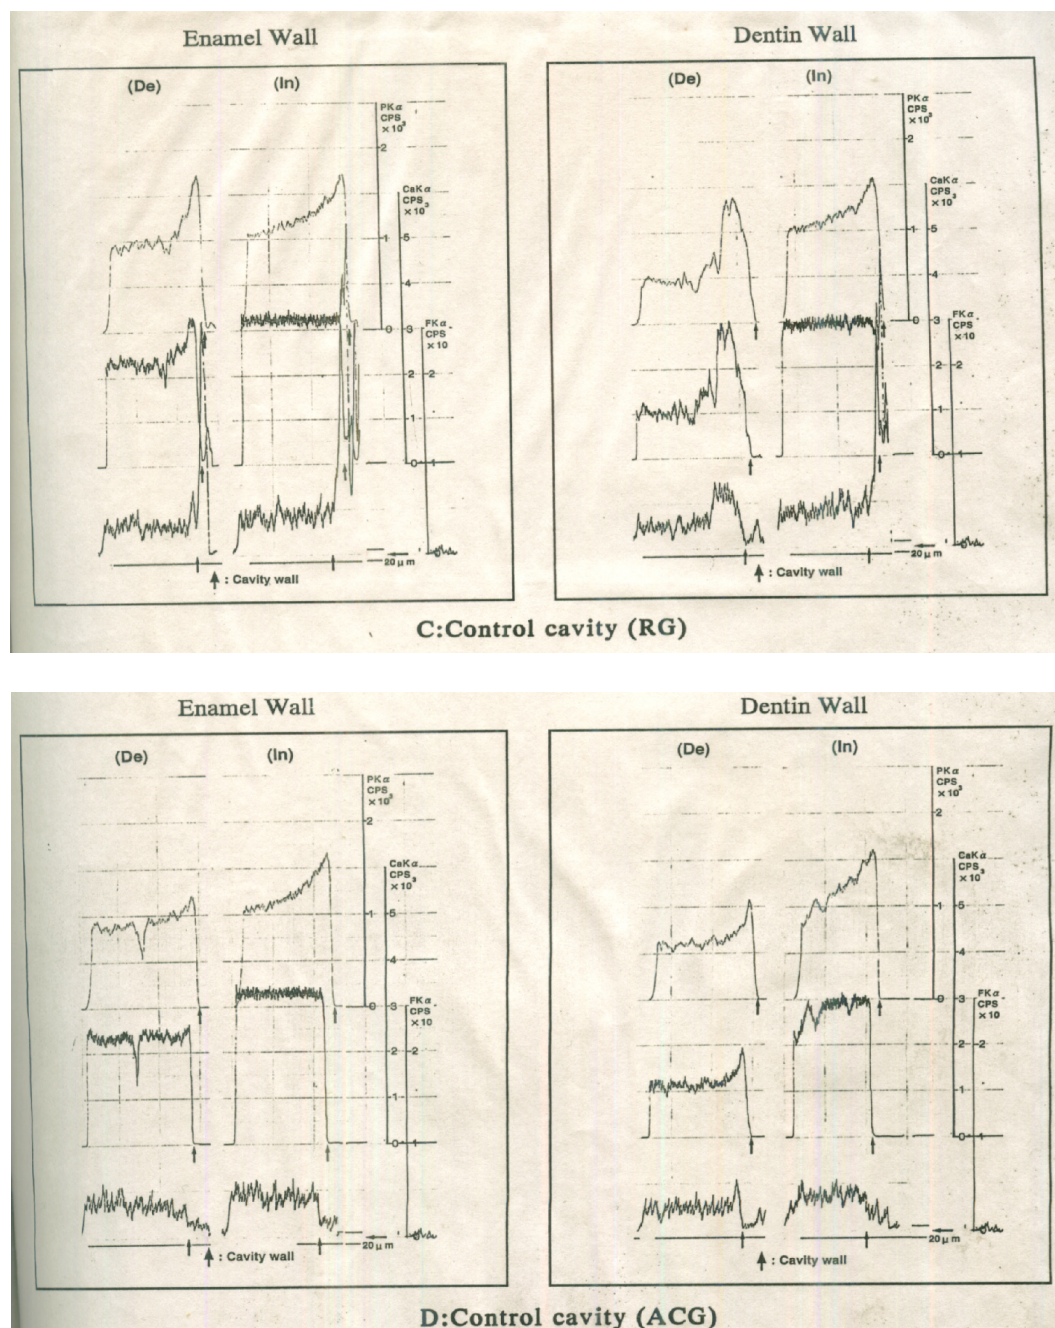 Enamel Wall
Dentin Wall
(De) (In)
PKα
CPS
×10³
2
CaKα
CPS
×10³
1 5
4
0 3
FKα
CPS
×10
2 2
1
0 1
0
20 μm
: Cavity wall
(De) (In)
PKα
CPS
×10³
2
CaKα
CPS
×10³
1 5
4
0 3
FKα
CPS
×10
2 2
1
0 1
0
20 μm
: Cavity wall
C:Control cavity (RG)
Enamel Wall
Dentin Wall
(De) (In)
PKα
CPS
×10³
2
CaKα
CPS
×10³
1 5
4
0 3
FKα
CPS
×10
2 2
1
0 1
0
20 μm
: Cavity wall
(De) (In)
PKα
CPS
×10³
2
CaKα
CPS
×10³
1 5
4
0 3
FKα
CPS
×10
2 2
1
0 1
0
20 μm
: Cavity wall
D:Control cavity (ACG)